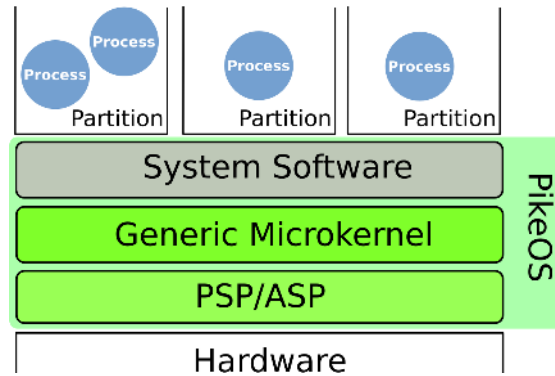 Process
Process
Process
Process
Partition
Partition
Partition
System Software
Generic Microkernel
PSP/ASP
PikeOS
Hardware